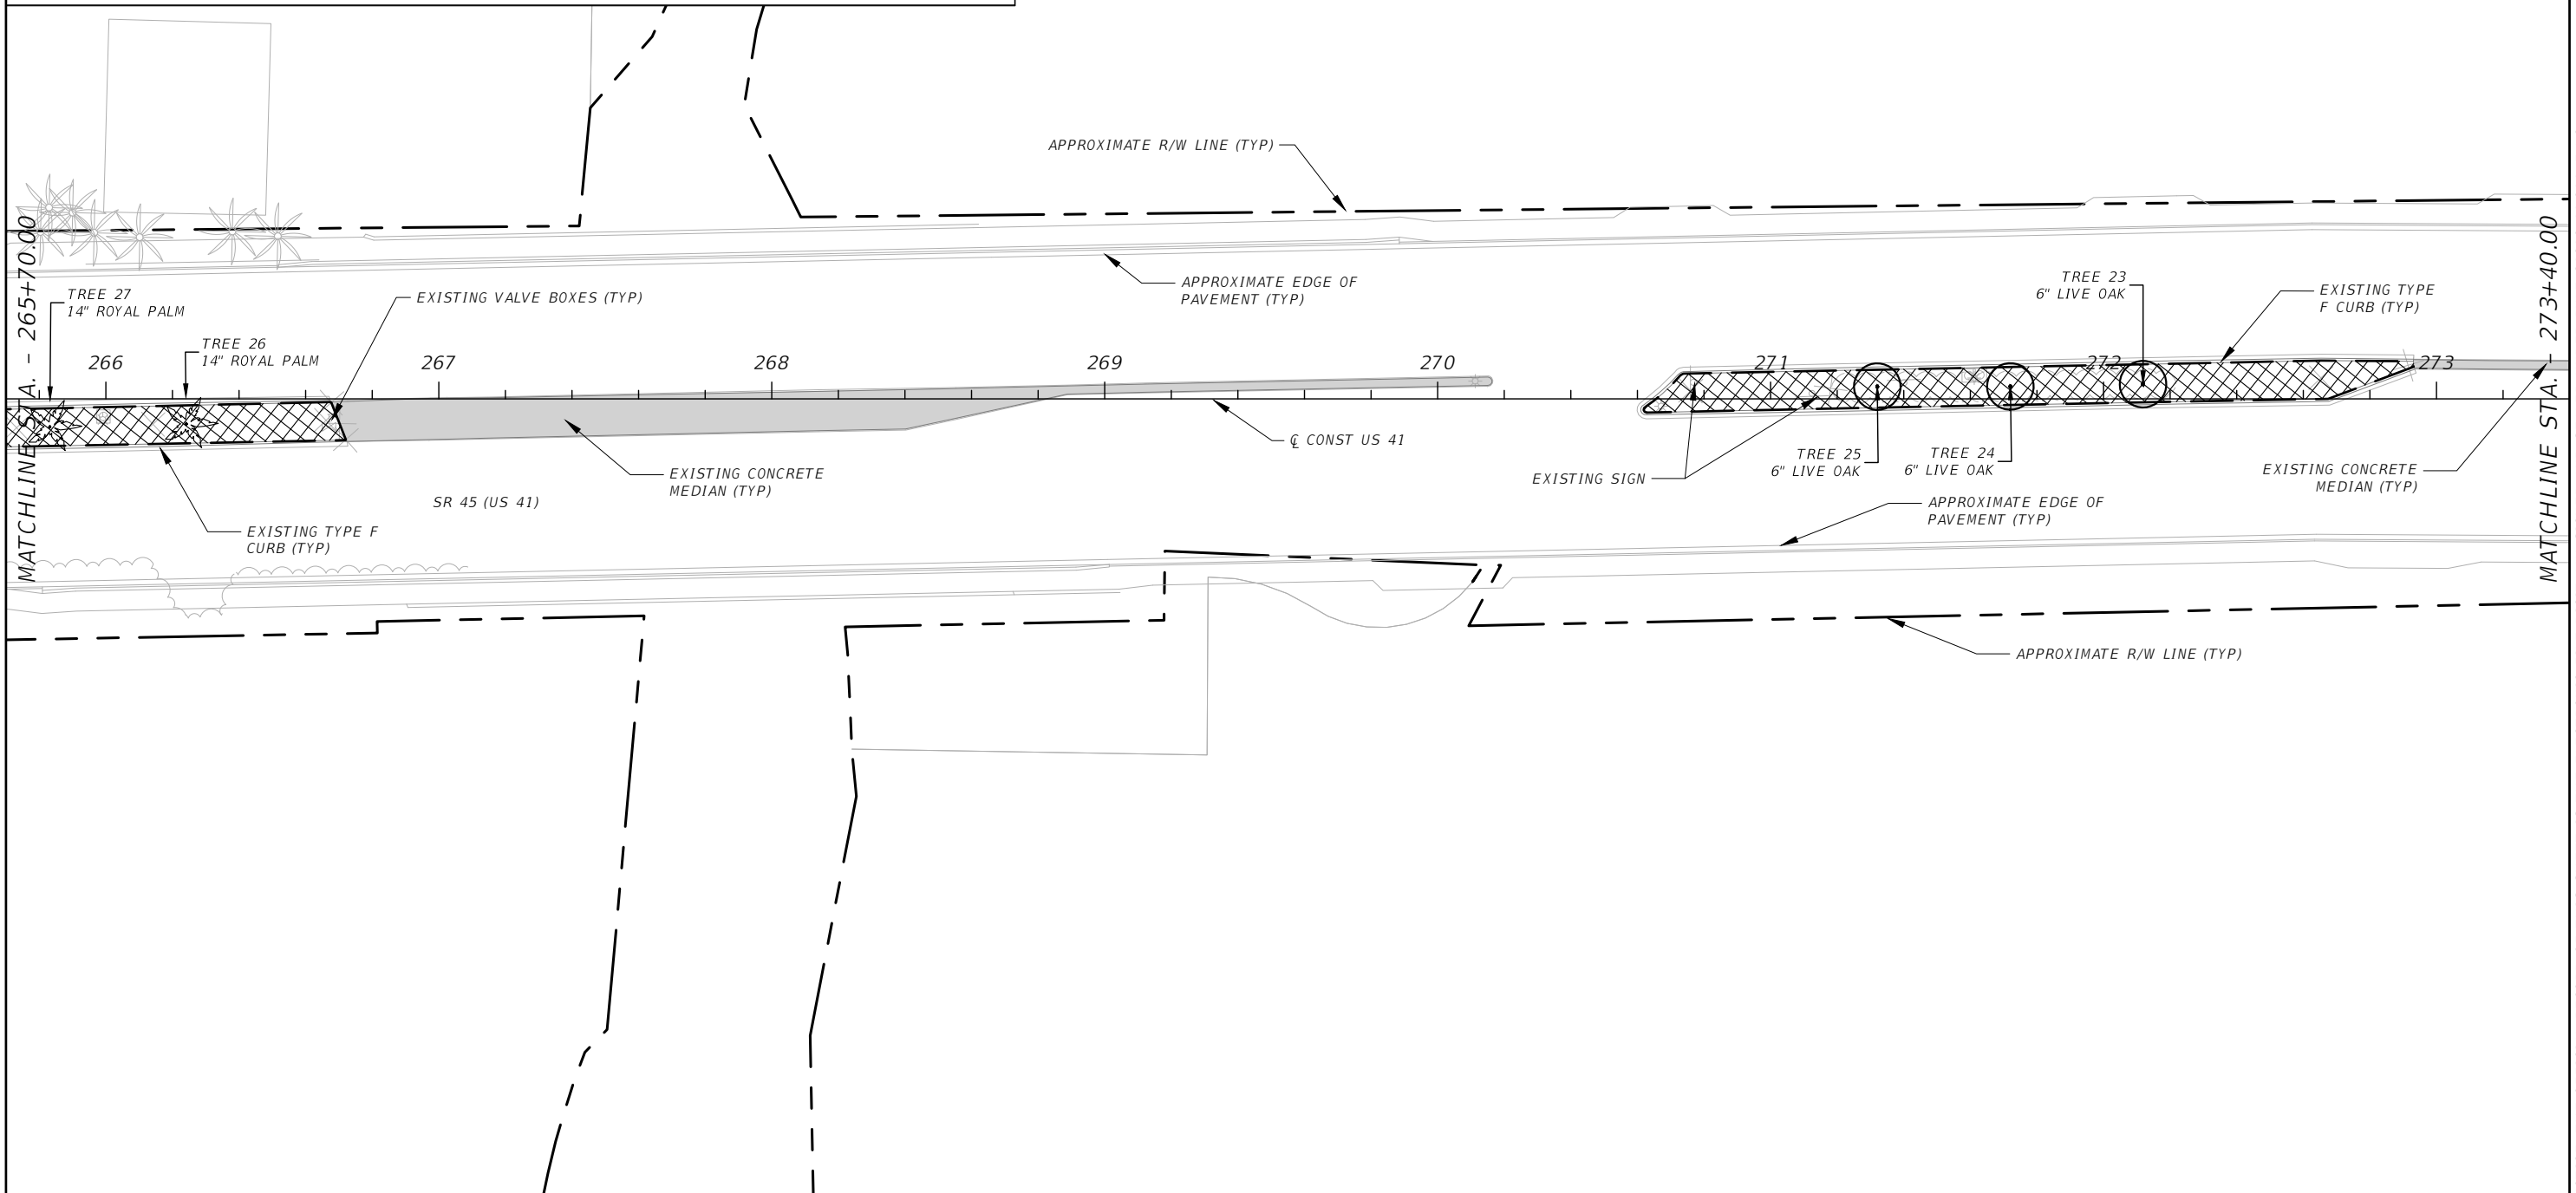 APPROXIMATE R/W LINE (TYP)
APPROXIMATE EDGE OF
PAVEMENT (TYP)
TREE 27
14" ROYAL PALM
EXISTING VALVE BOXES (TYP)
TREE 26
14" ROYAL PALM
TREE 23
6" LIVE OAK
EXISTING TYPE
F CURB (TYP)
266
267
268
269
270
271
272
273
MATCHLINE STA. - 265+70.00
MATCHLINE STA. - 273+40.00
℄ CONST US 41
EXISTING CONCRETE
MEDIAN (TYP)
SR 45 (US 41)
EXISTING TYPE F
CURB (TYP)
EXISTING SIGN
TREE 25
6" LIVE OAK
TREE 24
6" LIVE OAK
EXISTING CONCRETE
MEDIAN (TYP)
APPROXIMATE EDGE OF
PAVEMENT (TYP)
APPROXIMATE R/W LINE (TYP)